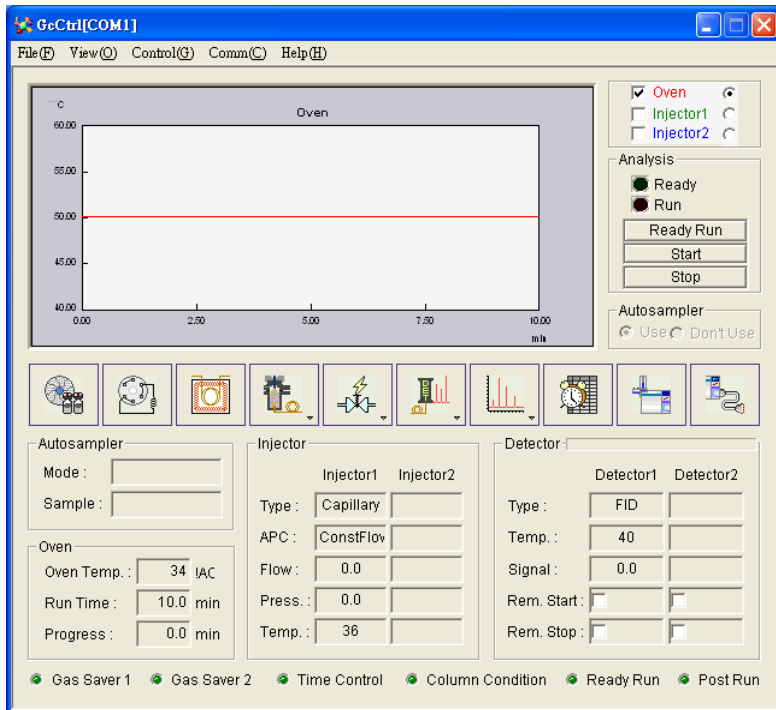 GcCtrl[COM1]
File(F) View(O) Control(G) Comm(C) Help(H)
°C
Oven
60.00
55.00
50.00
45.00
40.00
0.00 2.50 5.00 7.50 10.00
min
Oven
Injector1
Injector2
Analysis
Ready
Run
Ready Run
Start
Stop
Autosampler
Use Don't Use
Autosampler
Mode :
Sample :
Oven
Oven Temp. : 34 !AC
Run Time : 10.0 min
Progress : 0.0 min
Injector
Injector1 Injector2
Type : Capillary
APC : ConstFlow
Flow : 0.0
Press. : 0.0
Temp. : 36
Detector
Detector1 Detector2
Type : FID
Temp. : 40
Signal : 0.0
Rem. Start :
Rem. Stop :
Gas Saver 1 Gas Saver 2 Time Control Column Condition Ready Run Post Run